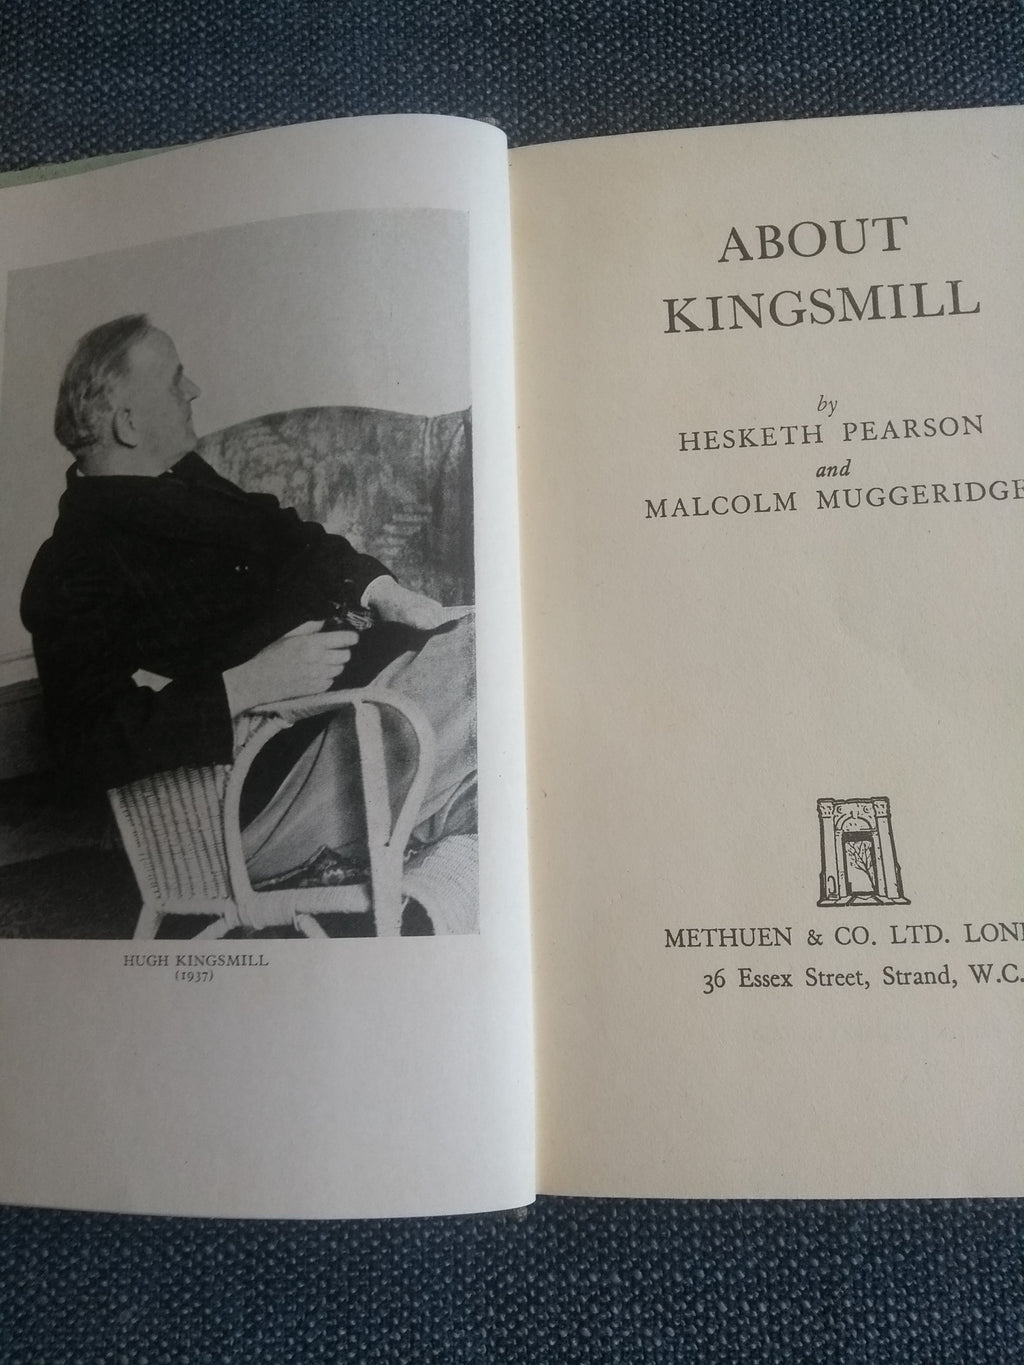 HUGH KINGSMILL
(1937)
ABOUT
KINGSMILL
by
HESKETH PEARSON
and
MALCOLM MUGGERIDGE
METHUEN & CO. LTD. LON
36 Essex Street, Strand, W.C.